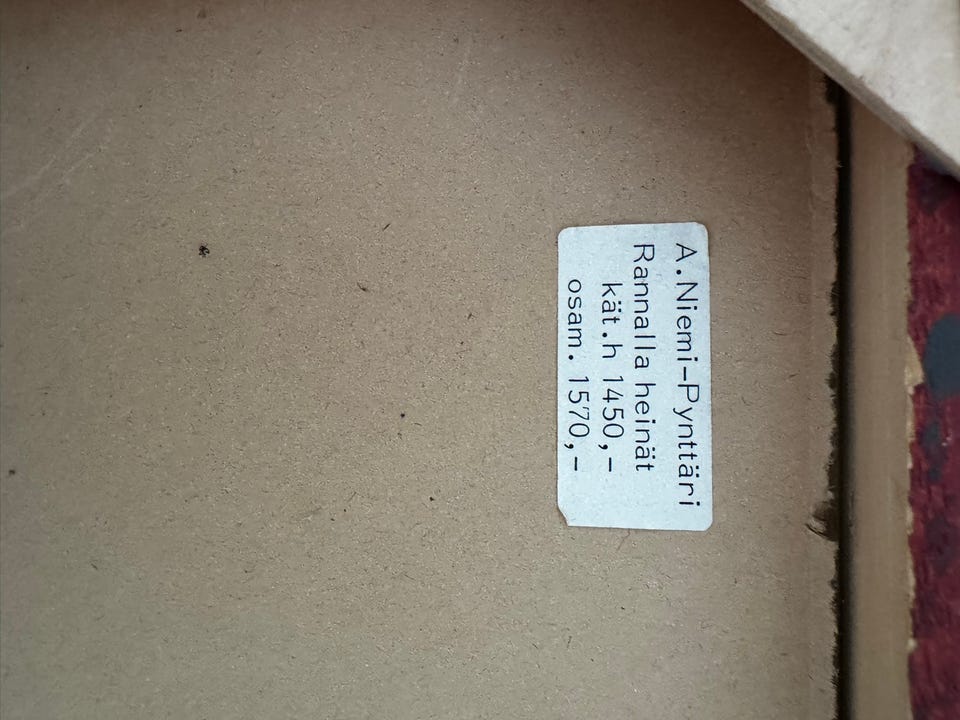 A.Niemi-Pynttäri
Rannalla heinät
kät.h 1450,-
osam. 1570,-